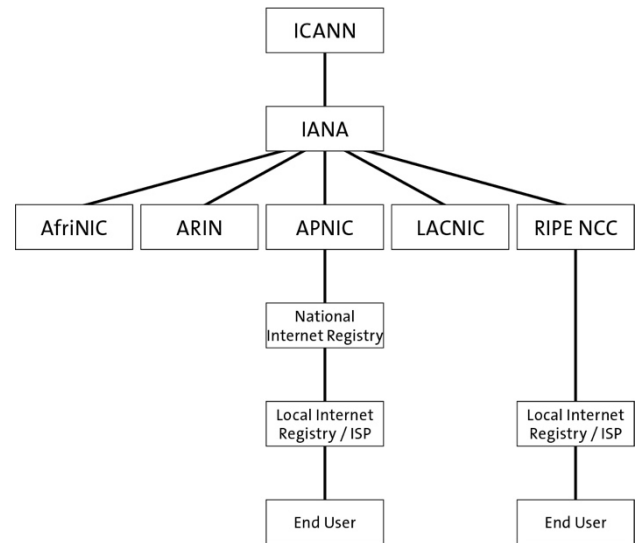 ICANN
IANA
AfriNIC
ARIN
APNIC
LACNIC
RIPE NCC
National
Internet Registry
Local Internet
Registry / ISP
Local Internet
Registry / ISP
End User
End User